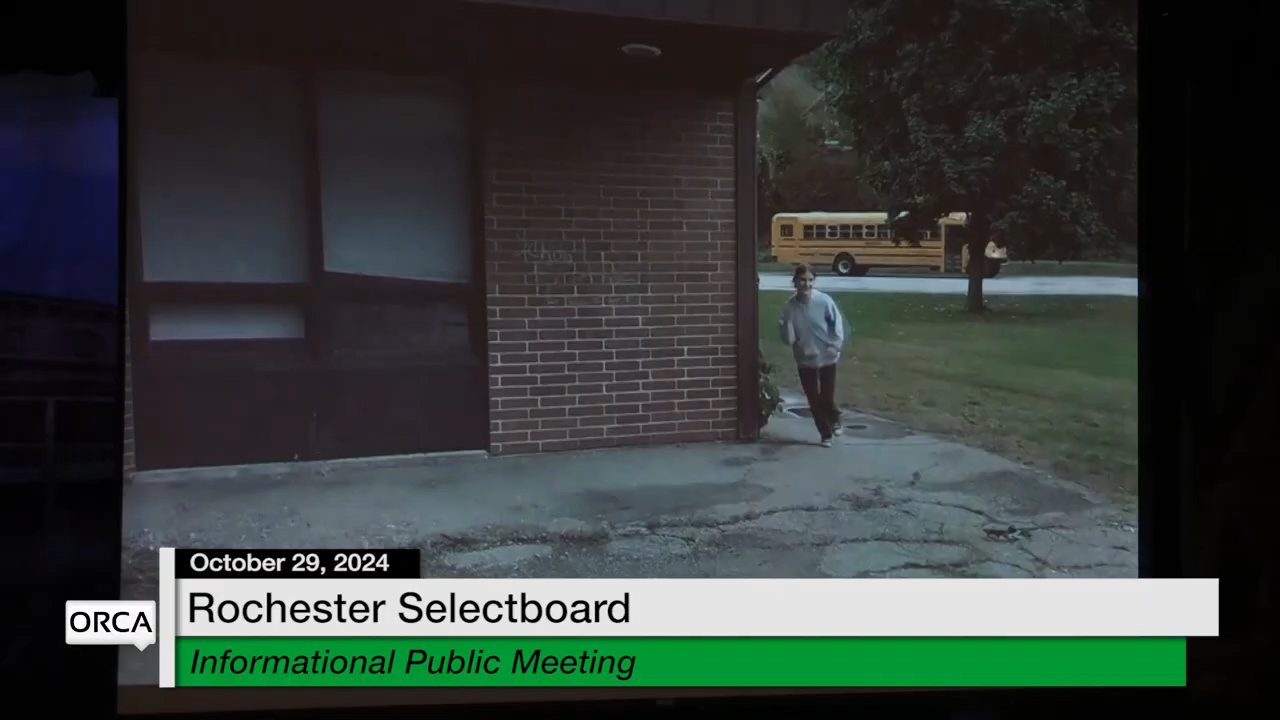 October 29, 2024
Rochester Selectboard
ORCA
Informational Public Meeting